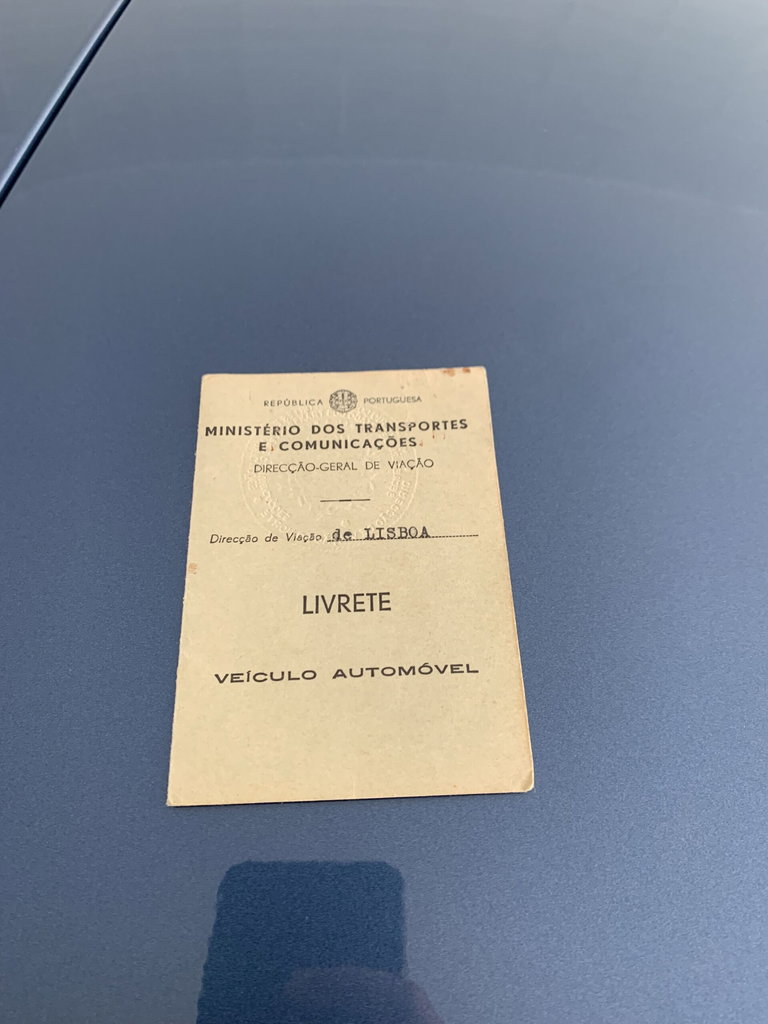 REPÚBLICA PORTUGUESA
MINISTÉRIO DOS TRANSPORTES
E COMUNICAÇÕES
DIRECÇÃO-GERAL DE VIAÇÃO
Direcção de Viação de LISBOA
LIVRETE
VEÍCULO AUTOMÓVEL